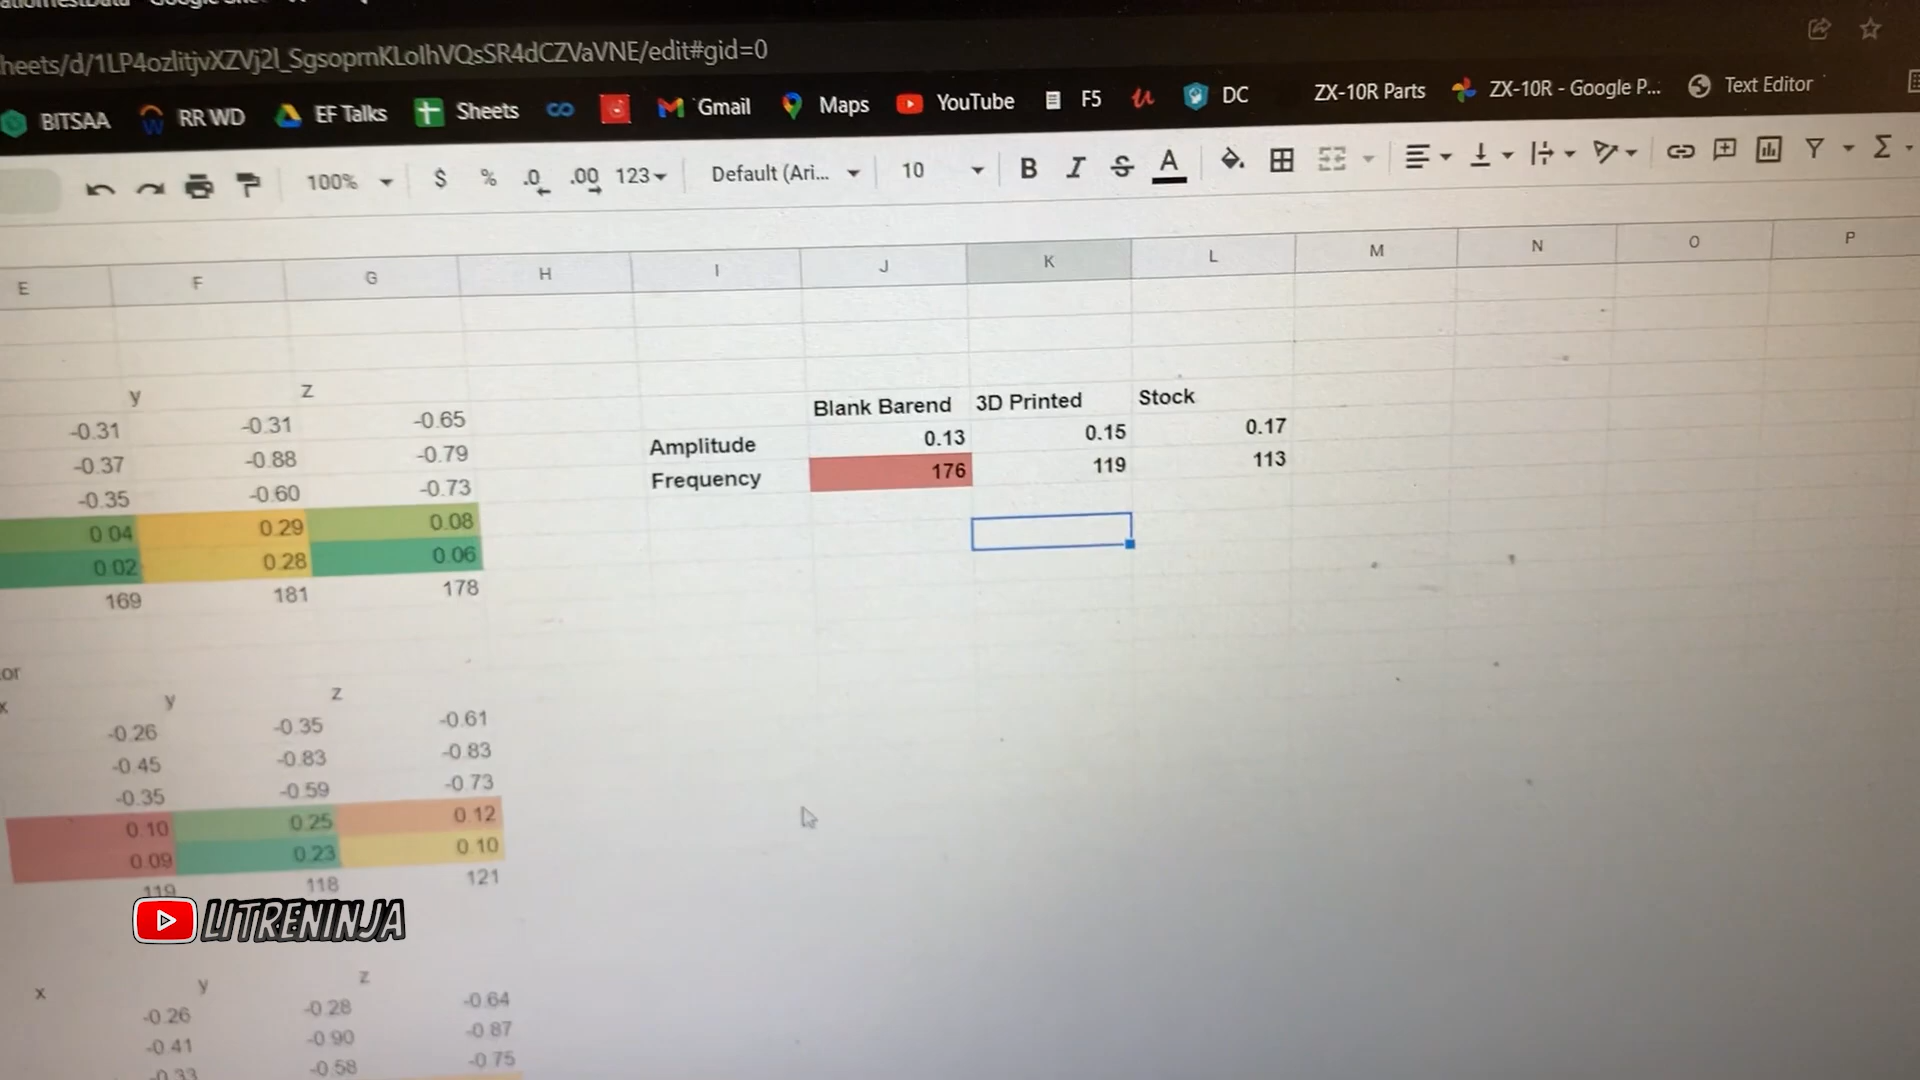 heets/d/1LP4ozlitjvXZVj2l_SgsoprnKLolhVQsSR4dCZVaVNE/edit#gid=0
BITSAA RR WD EF Talks Sheets Gmail Maps YouTube F5 DC ZX-10R Parts ZX-10R - Google P... Text Editor
100% $ % .0 .00 123 Default (Ari... 10 B I S A
E F G H I J K L M N O P
y z
Blank Barend 3D Printed Stock
-0.31 -0.31 -0.65
Amplitude 0.13 0.15 0.17
-0.37 -0.88 -0.79
Frequency 176 119 113
-0.35 -0.60 -0.73
0.04 0.29 0.08
0.02 0.28 0.06
169 181 178
or
x y z
-0.26 -0.35 -0.61
-0.45 -0.83 -0.83
-0.35 -0.59 -0.73
0.10 0.25 0.12
0.09 0.23 0.10
119 118 121
LITRENINJA
x y z
-0.26 -0.28 -0.64
-0.41 -0.90 -0.87
-0.33 -0.58 -0.75